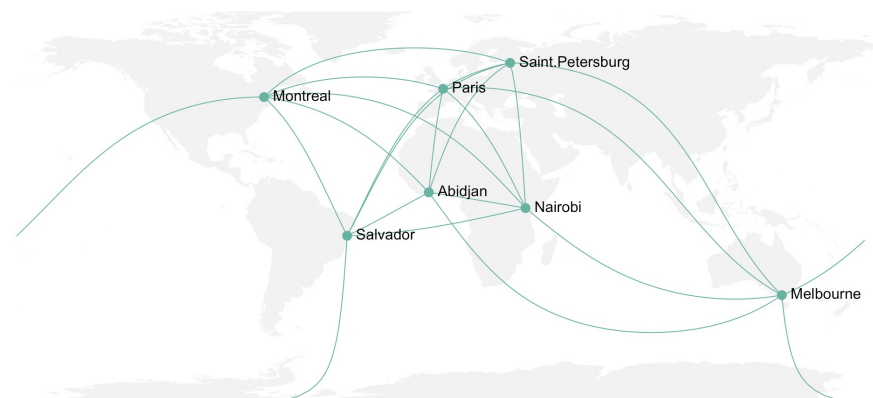 Saint.Petersburg
Paris
Montreal
Abidjan
Nairobi
Salvador
Melbourne